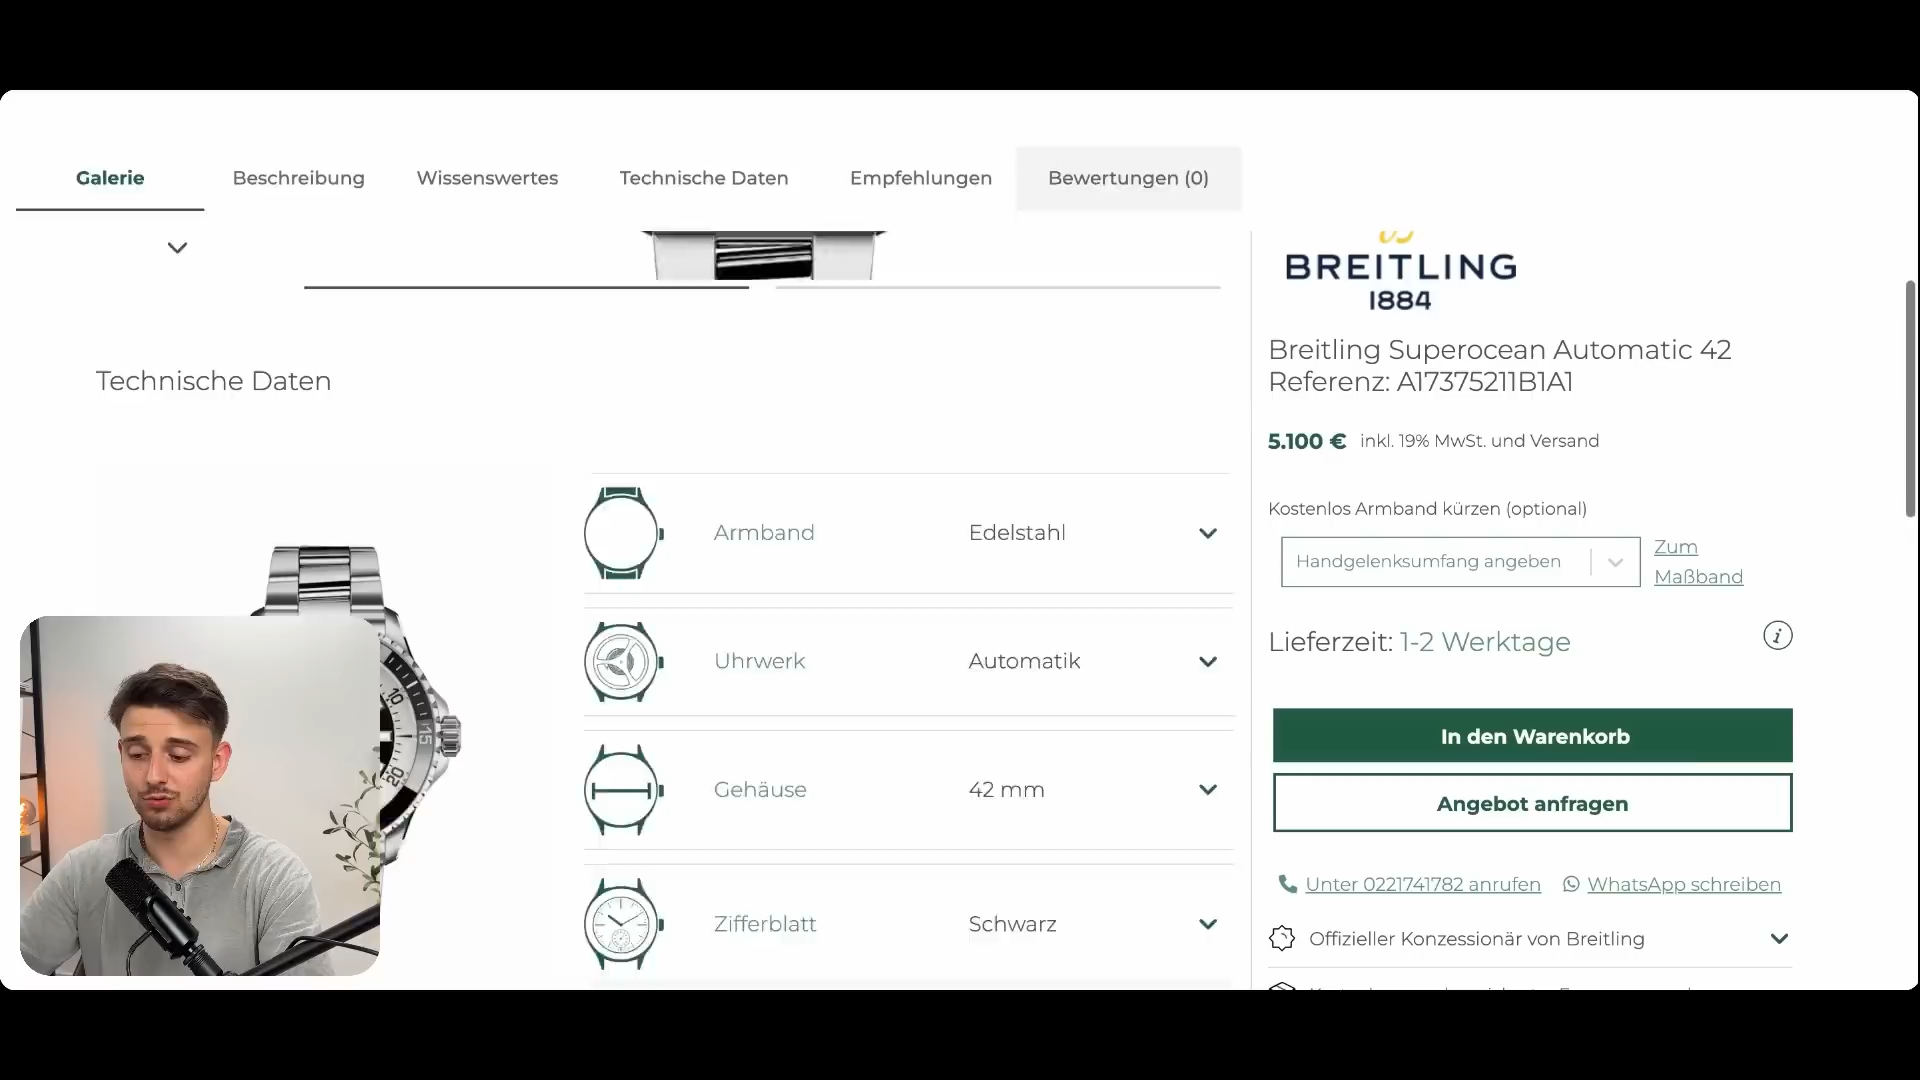 Galerie
Beschreibung
Wissenswertes
Technische Daten
Empfehlungen
Bewertungen (0)
BREITLING
1884
Breitling Superocean Automatic 42
Referenz: A17375211B1A1
5.100 € inkl. 19% MwSt. und Versand
Kostenlos Armband kürzen (optional)
Handgelenksumfang angeben
Zum
Maßband
Lieferzeit: 1-2 Werktage
In den Warenkorb
Angebot anfragen
Unter 0221741782 anrufen
WhatsApp schreiben
Offizieller Konzessionär von Breitling
Technische Daten
Armband Edelstahl
Uhrwerk Automatik
Gehäuse 42 mm
Zifferblatt Schwarz
10
15
20